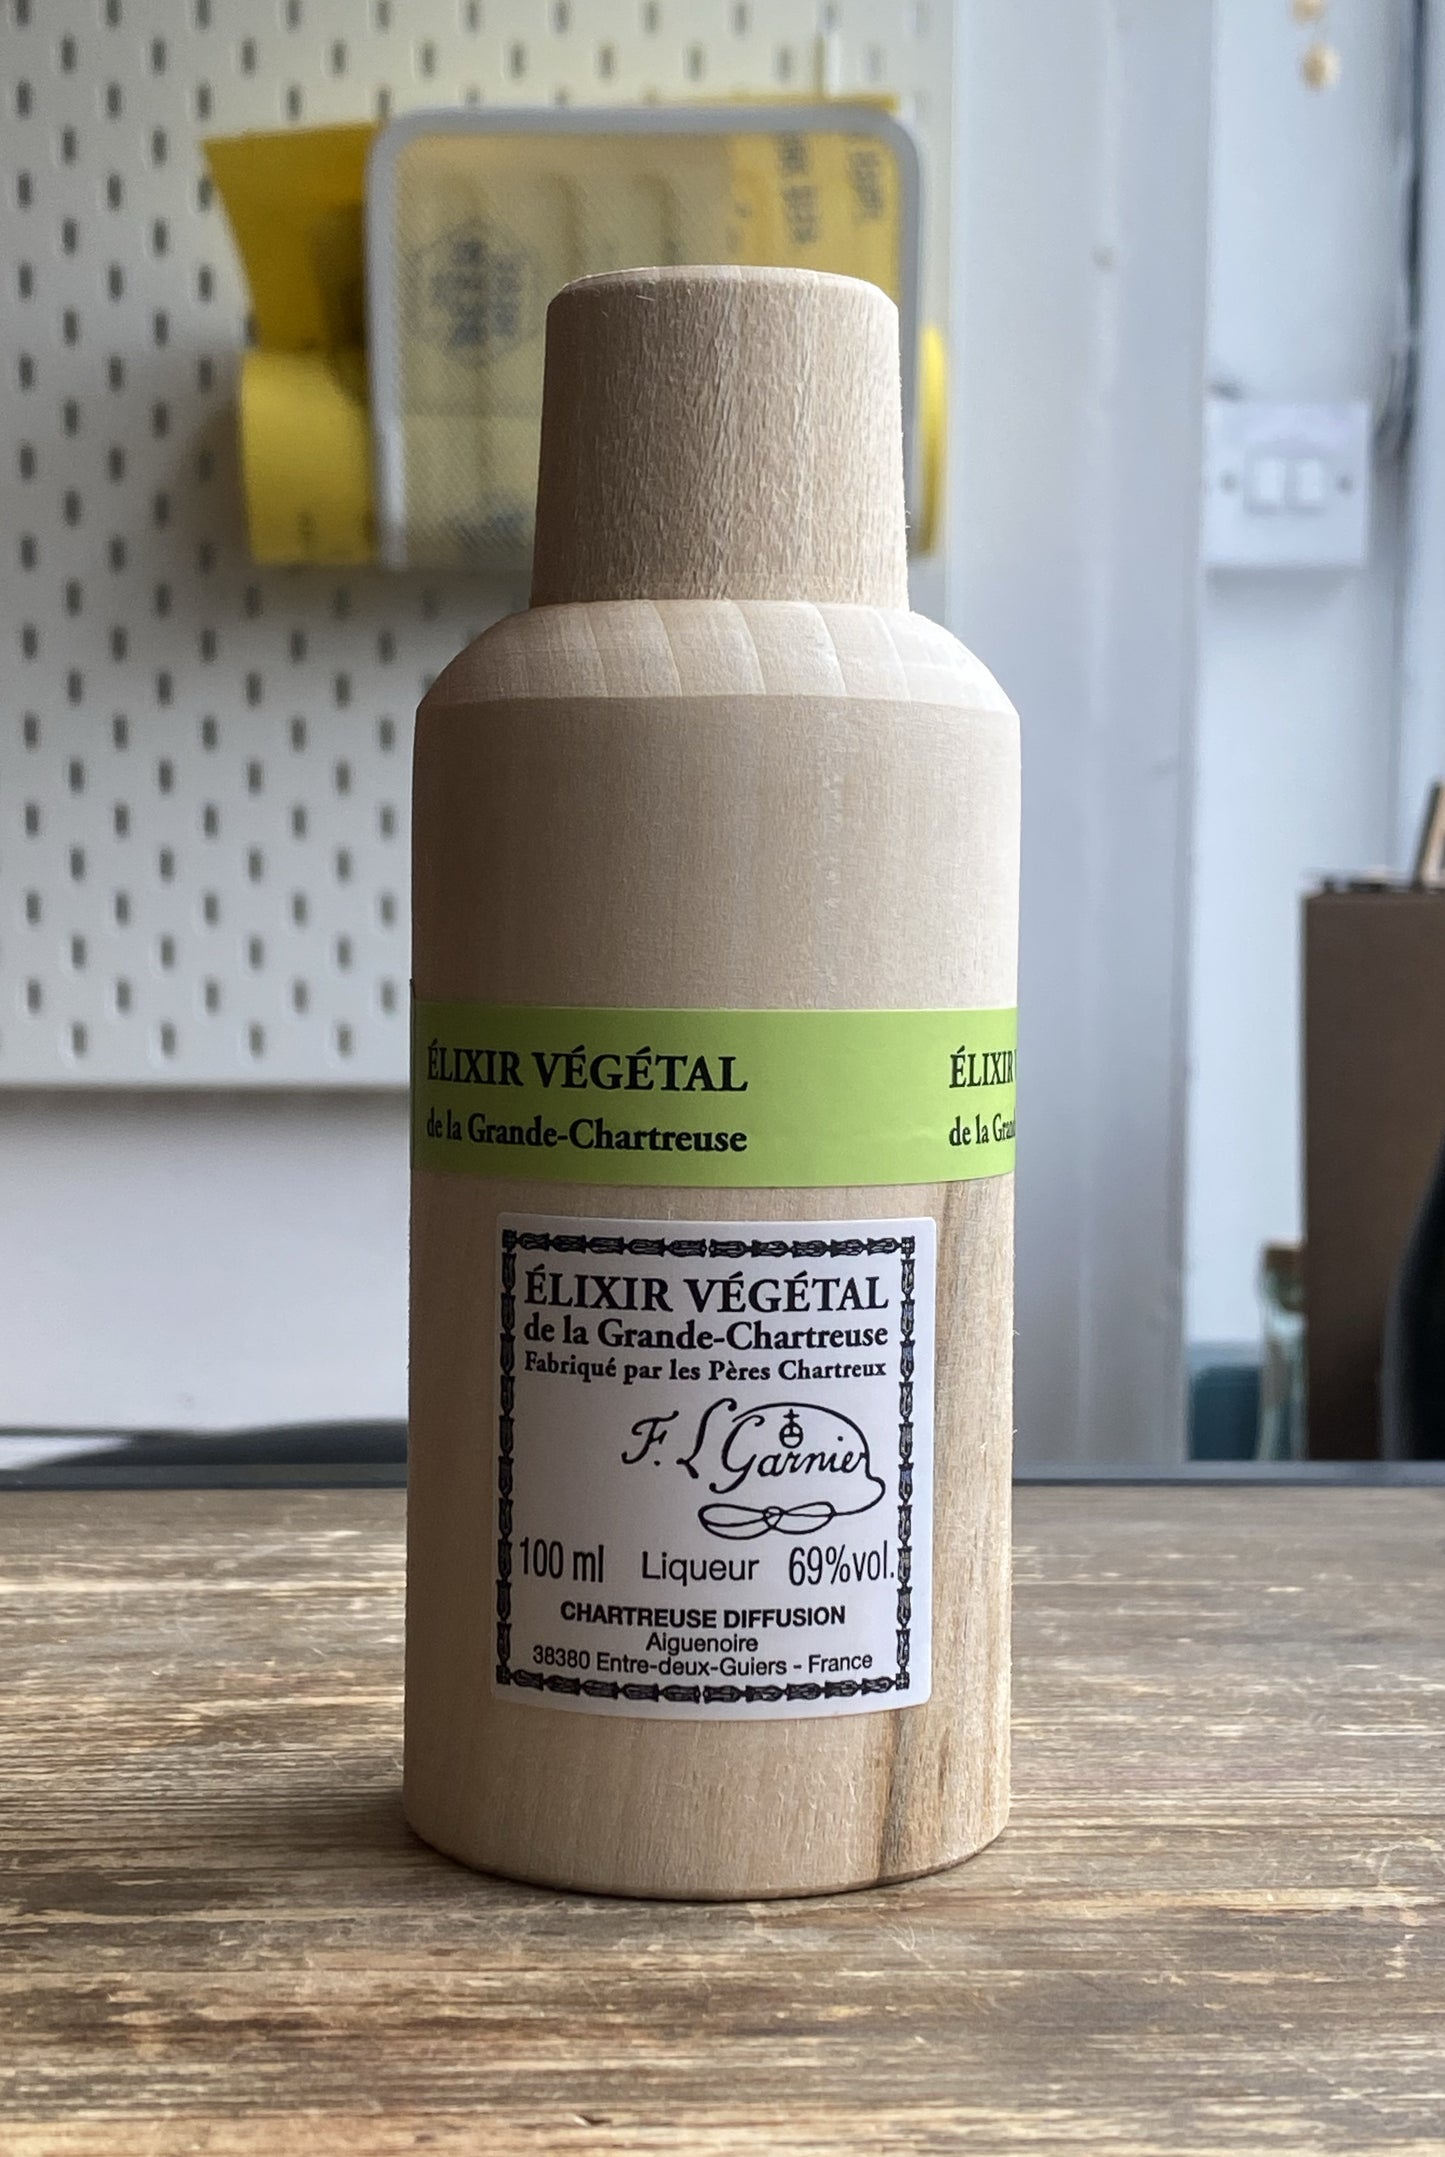 ÉLIXIR VÉGÉTAL
de la Grande-Chartreuse
ÉLIXIR
de la
ÉLIXIR VÉGÉTAL
de la Grande-Chartreuse
Fabriqué par les Pères Chartreux
F. L Garnier
100 ml Liqueur 69%vol.
CHARTREUSE DIFFUSION
Aiguenoire
38380 Entre-deux-Guiers - France